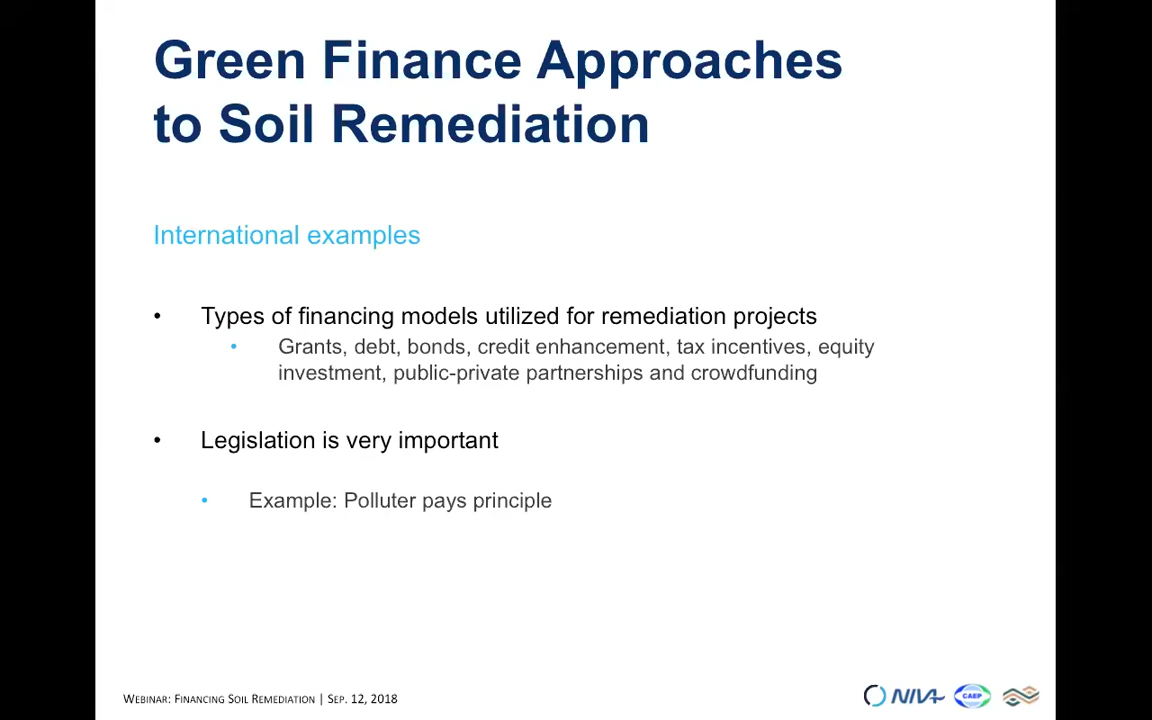 Green Finance Approaches
to Soil Remediation
International examples
• Types of financing models utilized for remediation projects
• Grants, debt, bonds, credit enhancement, tax incentives, equity
investment, public-private partnerships and crowdfunding
• Legislation is very important
• Example: Polluter pays principle
WEBINAR: FINANCING SOIL REMEDIATION | SEP. 12, 2018
NIVA
CAEP